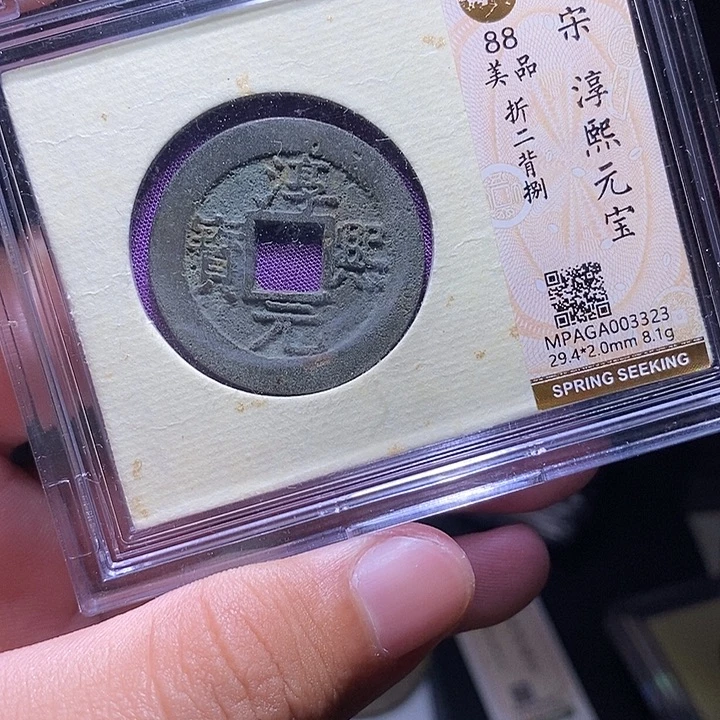 淳熙元寳
宋 淳熙元宝
88
美品 折二背捌
MPAGA003323
29.4*2.0mm 8.1g
SPRING SEEKING